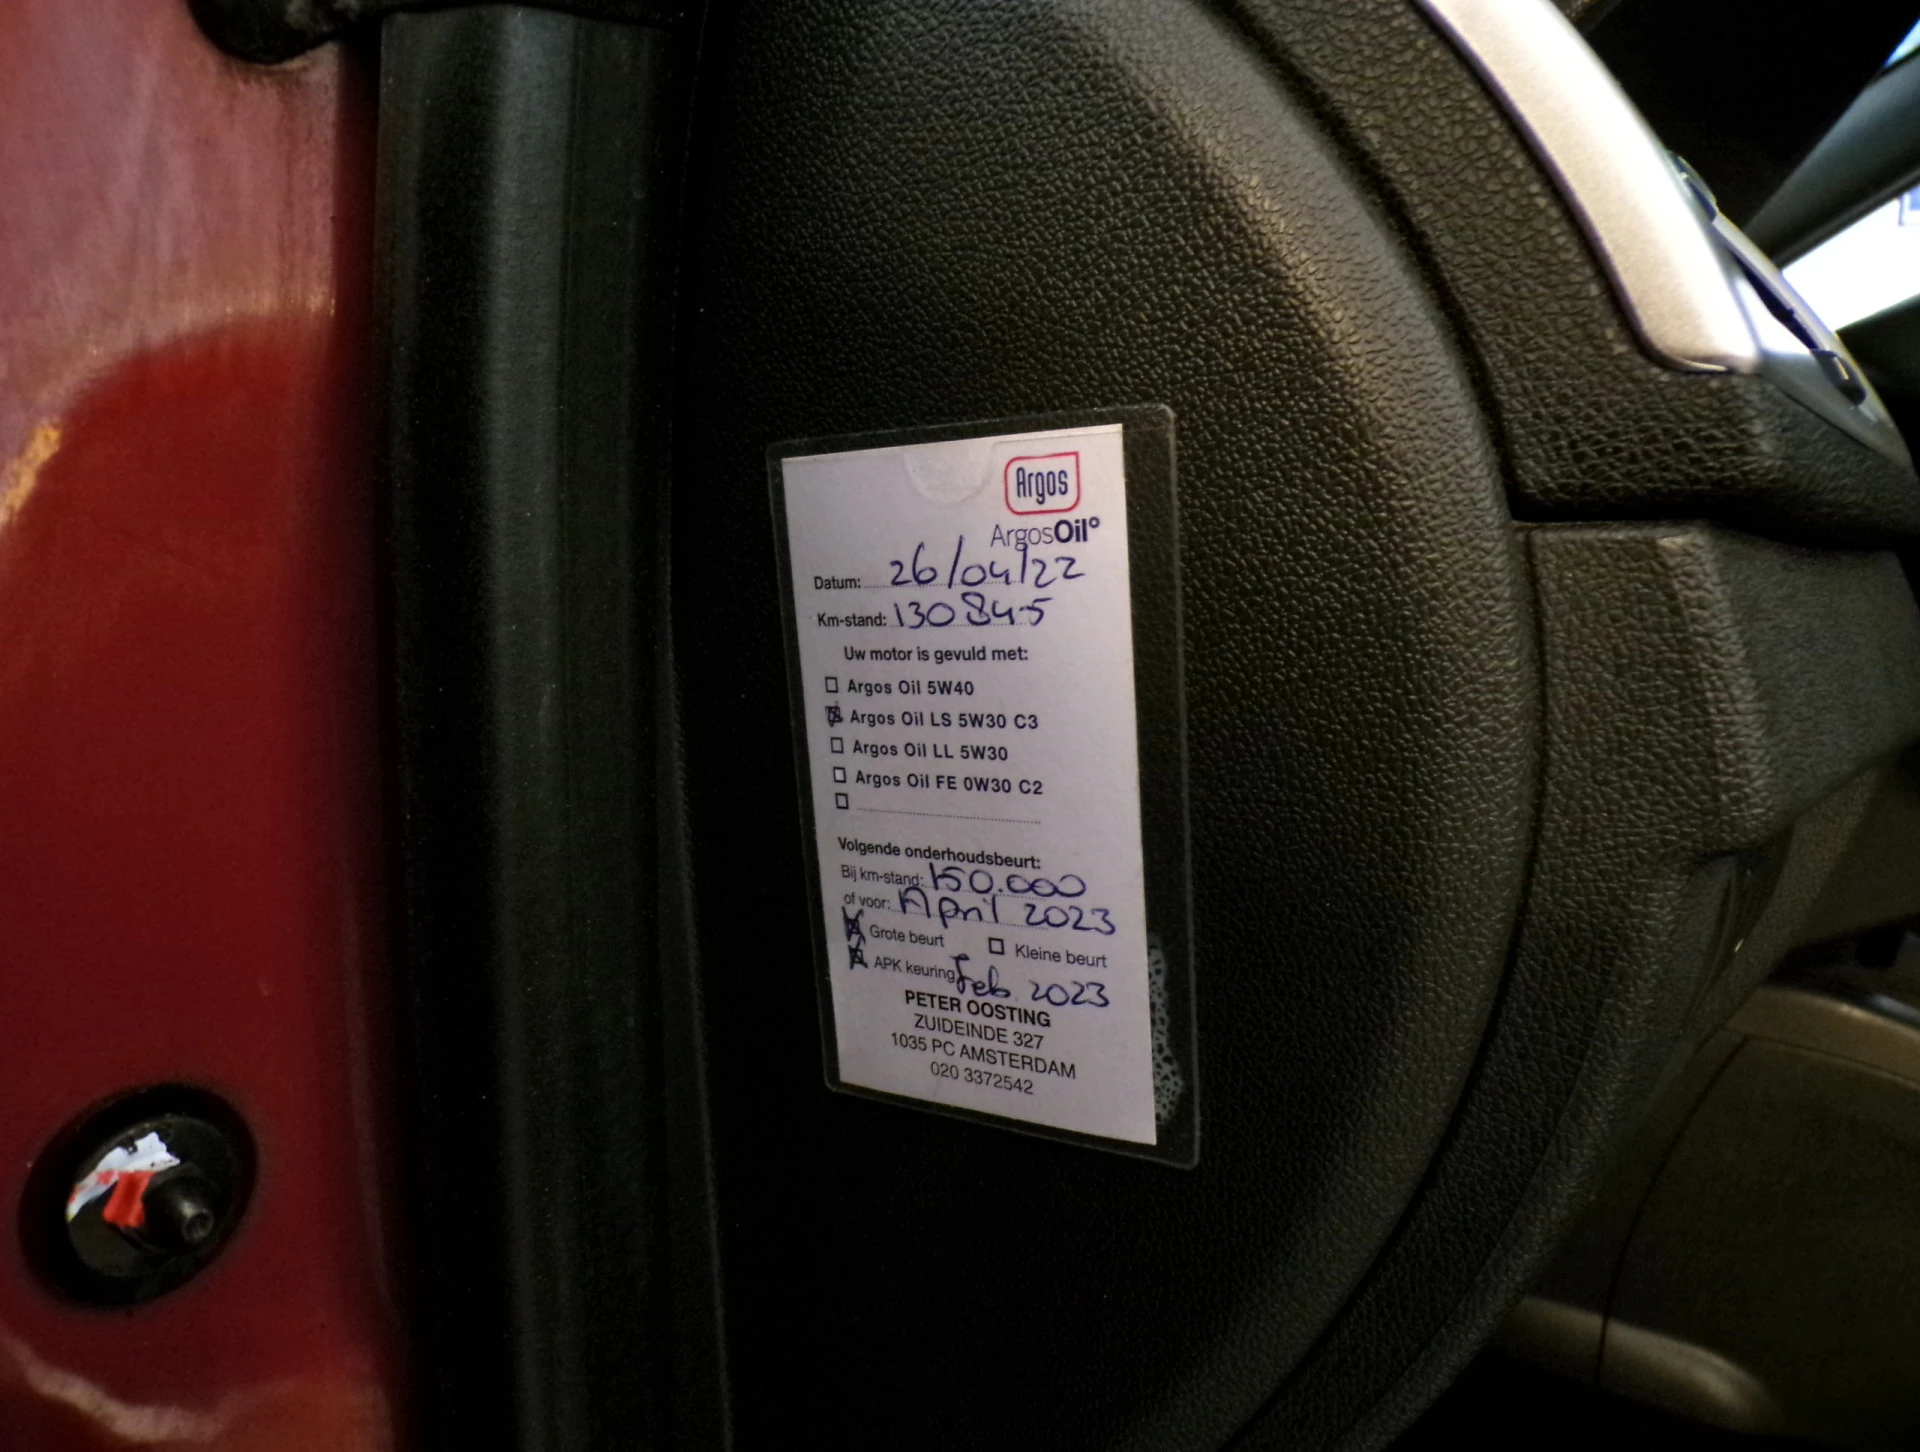 Argos
ArgosOil°
Datum: 26/04/22
Km-stand: 130845
Uw motor is gevuld met:
Argos Oil 5W40
Argos Oil LS 5W30 C3
Argos Oil LL 5W30
Argos Oil FE 0W30 C2
Volgende onderhoudsbeurt:
Bij km-stand: 150.000
of voor: April 2023
Grote beurt Kleine beurt
APK keuring Feb. 2023
PETER OOSTING
ZUIDEINDE 327
1035 PC AMSTERDAM
020 3372542